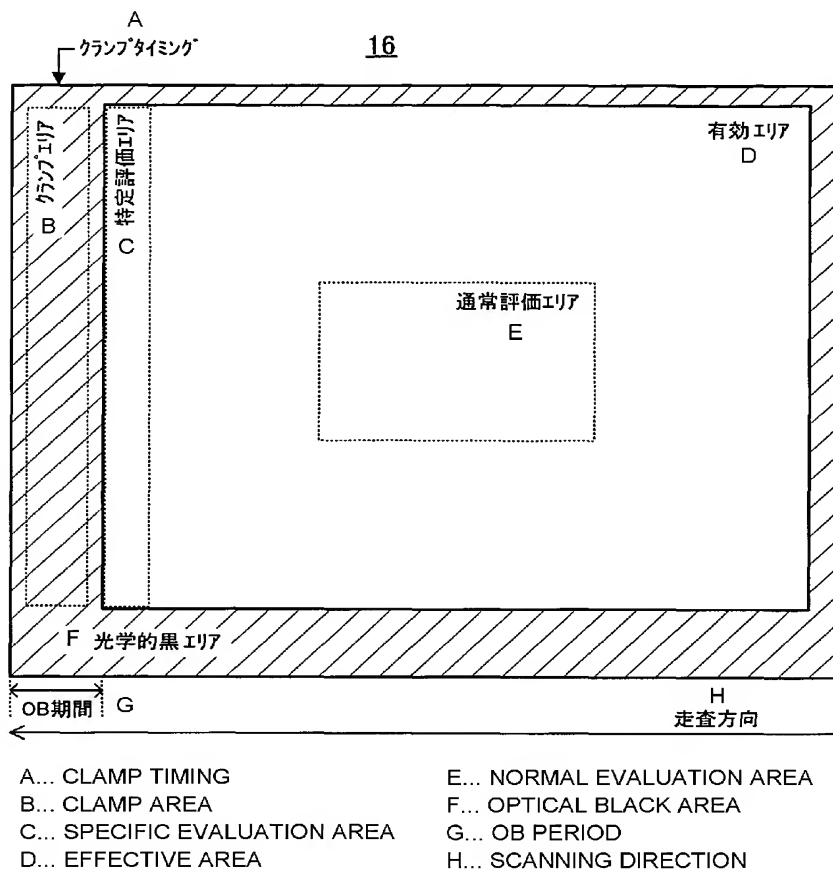 A
クランプタイミング
16
クランプエリア
B
特定評価エリア
C
有効エリア
D
通常評価エリア
E
F 光学的黒エリア
OB期間
G
H
走査方向
A... CLAMP TIMING
B... CLAMP AREA
C... SPECIFIC EVALUATION AREA
D... EFFECTIVE AREA
E... NORMAL EVALUATION AREA
F... OPTICAL BLACK AREA
G... OB PERIOD
H... SCANNING DIRECTION